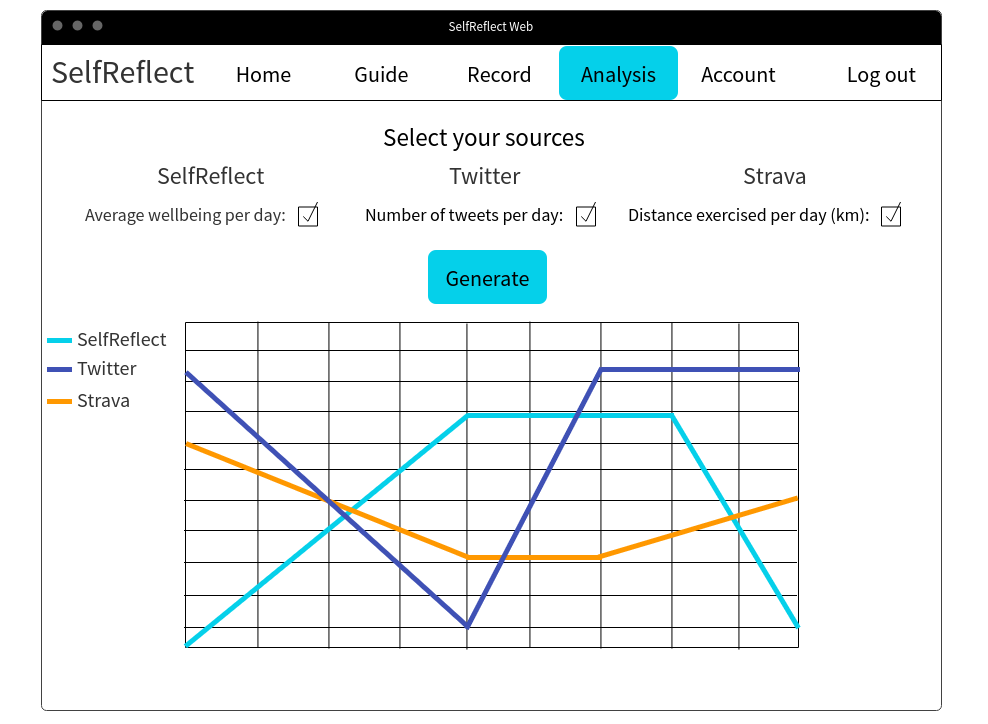 SelfReflect Web
SelfReflect Home Guide Record Analysis Account Log out
Select your sources
SelfReflect Twitter Strava
Average wellbeing per day: Number of tweets per day: Distance exercised per day (km):
Generate
SelfReflect
Twitter
Strava